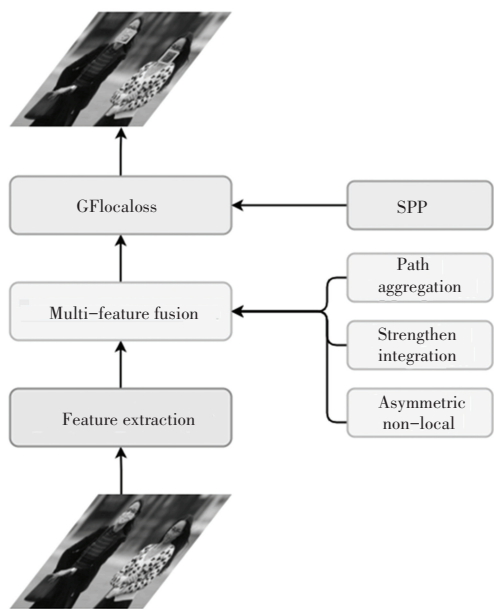 GFlocaloss
SPP
Path
aggregation
Multi-feature fusion
Strengthen
integration
Feature extraction
Asymmetric
non-local